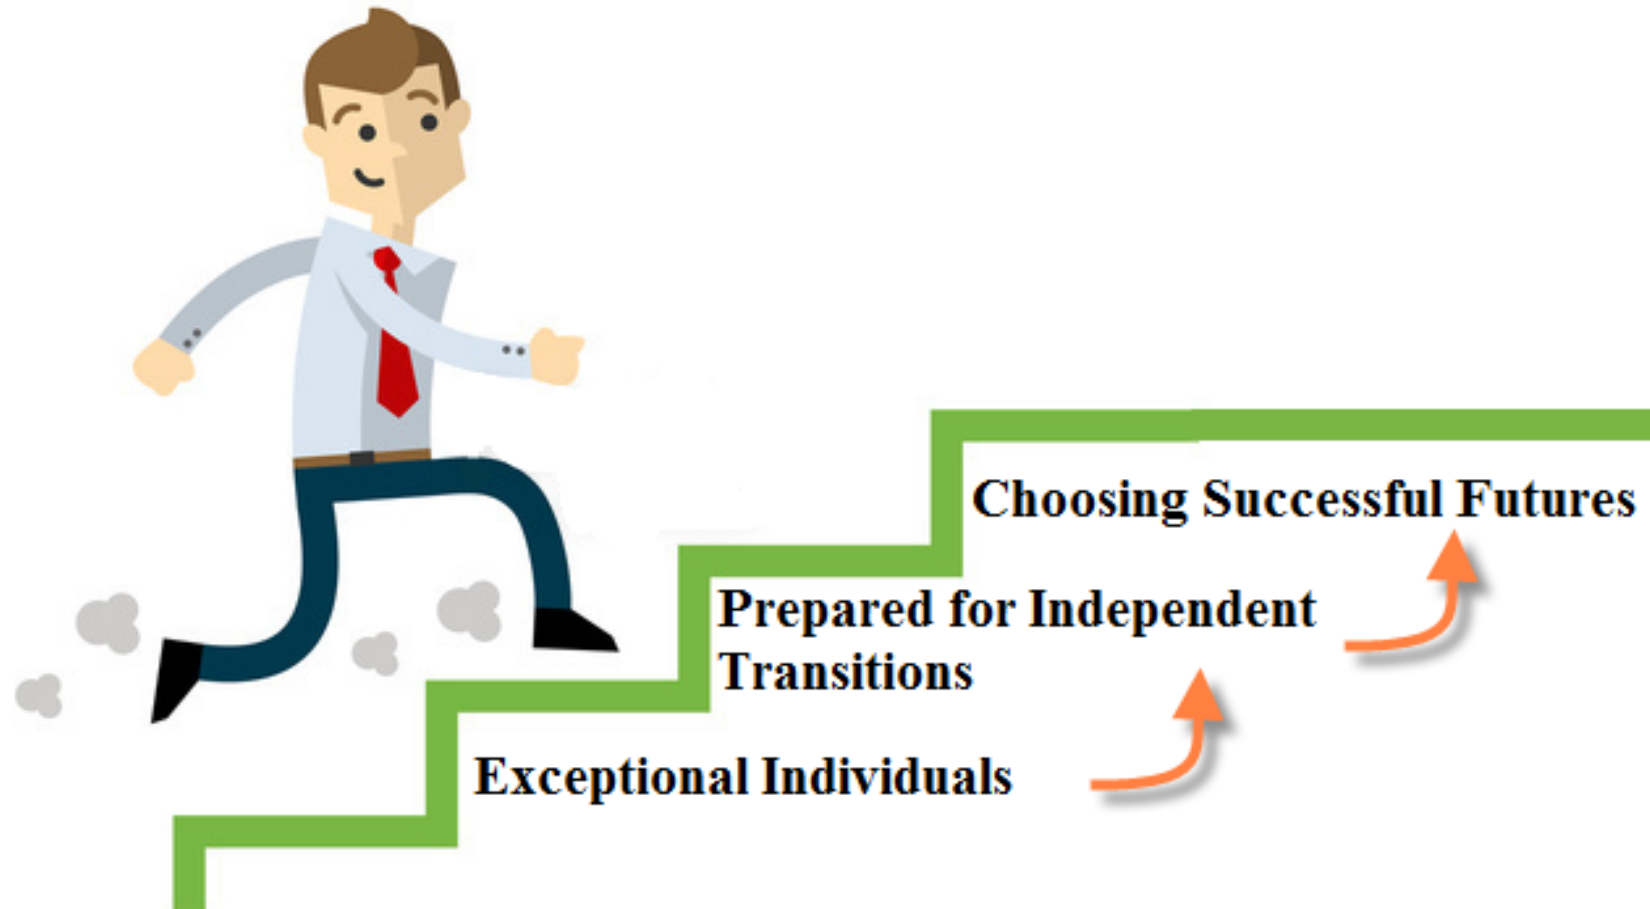 Choosing Successful Futures
Prepared for Independent
Transitions
Exceptional Individuals